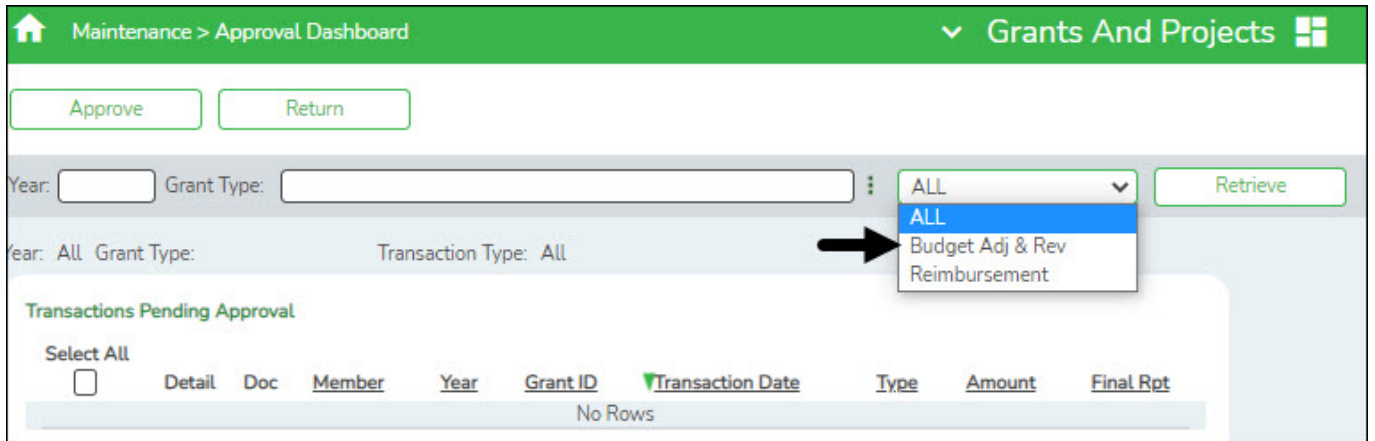 Maintenance > Approval Dashboard Grants And Projects
Approve Return
Year: Grant Type: ALL Retrieve
ALL
Budget Adj & Rev
Reimbursement
Year: All Grant Type: Transaction Type: All
Transactions Pending Approval
Select All
Detail Doc Member Year Grant ID Transaction Date Type Amount Final Rpt
No Rows